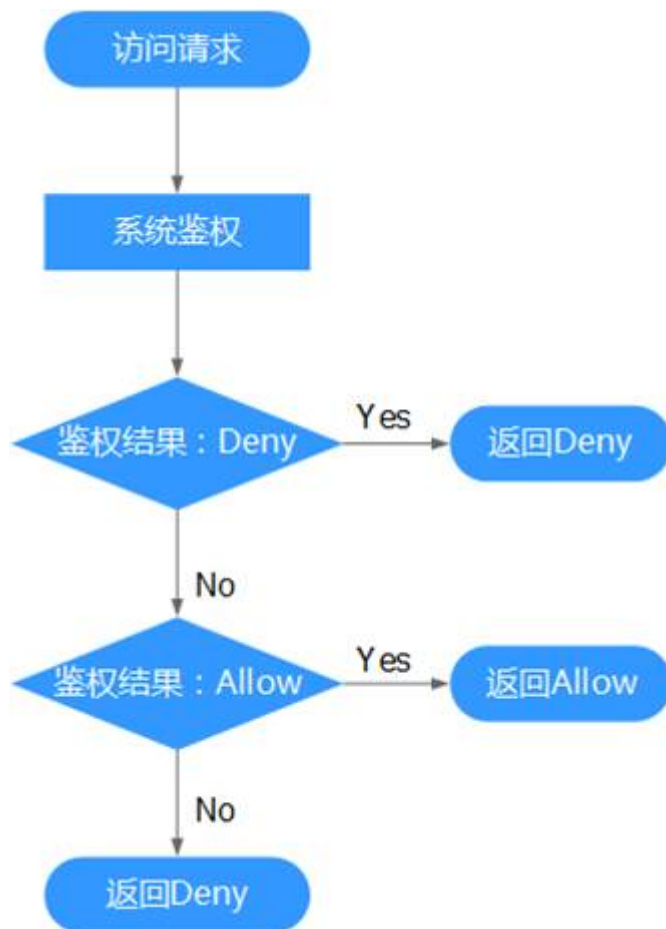 访问请求
系统鉴权
鉴权结果：Deny
Yes
返回Deny
No
鉴权结果：Allow
Yes
返回Allow
No
返回Deny